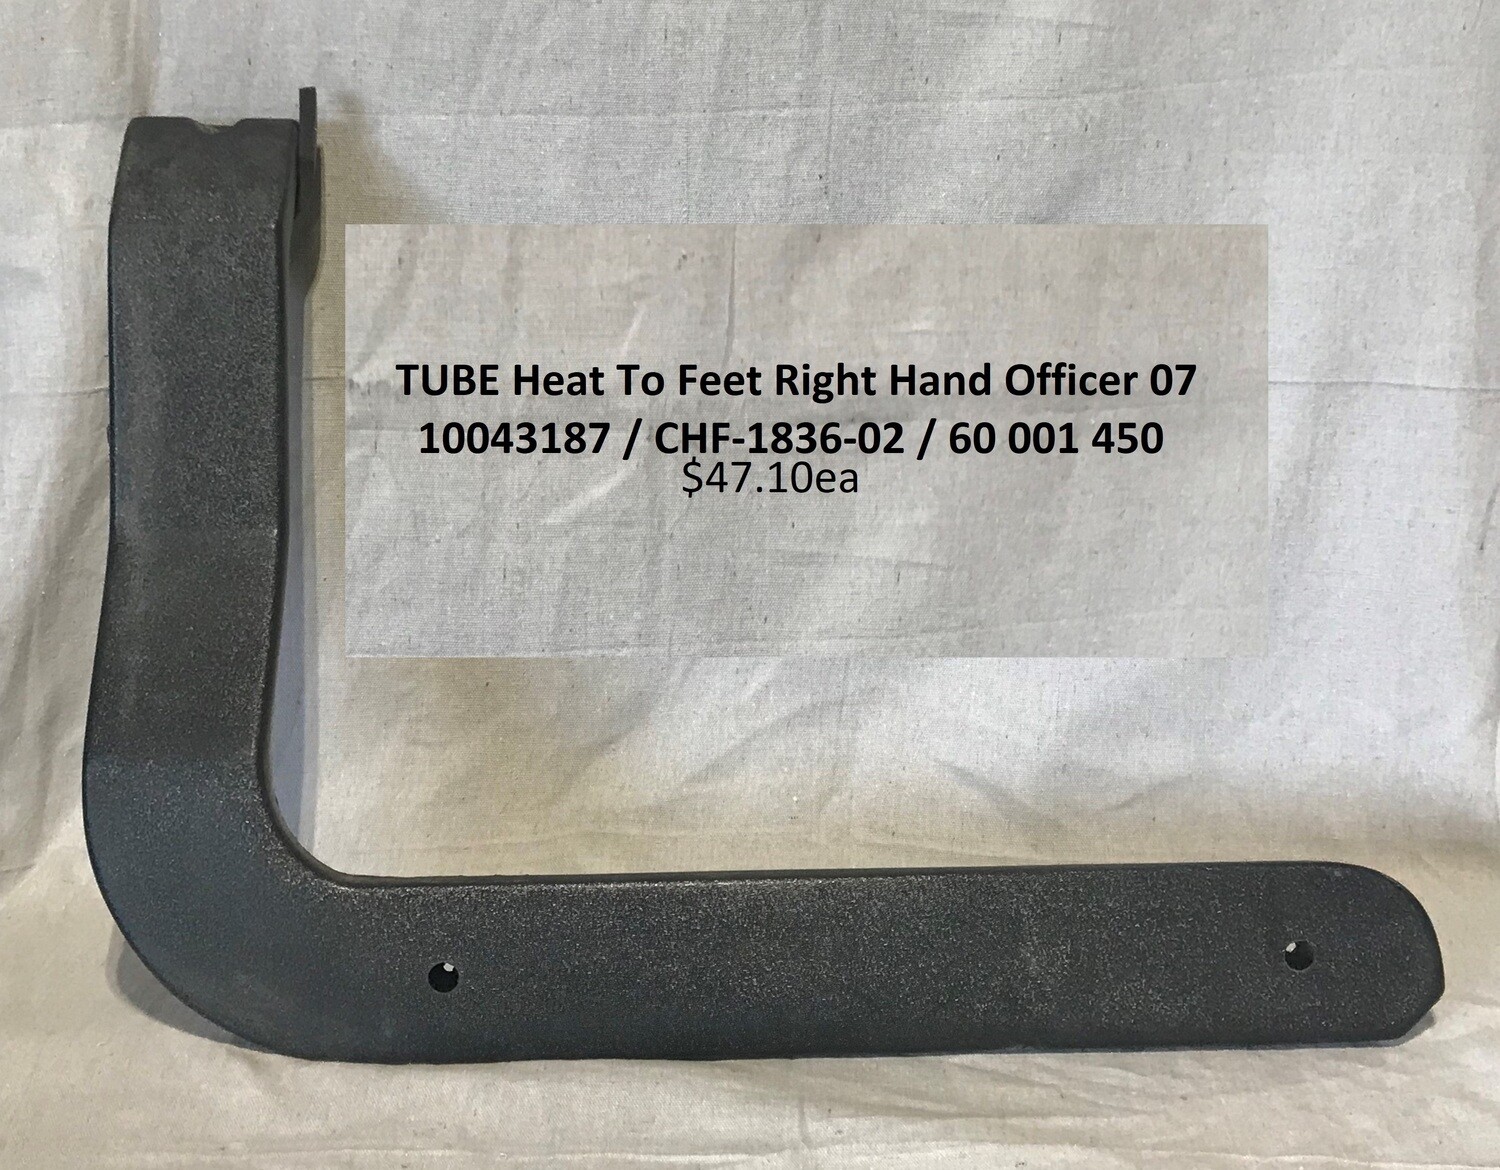 TUBE Heat To Feet Right Hand Officer 07
10043187 / CHF-1836-02 / 60 001 450
$47.10ea